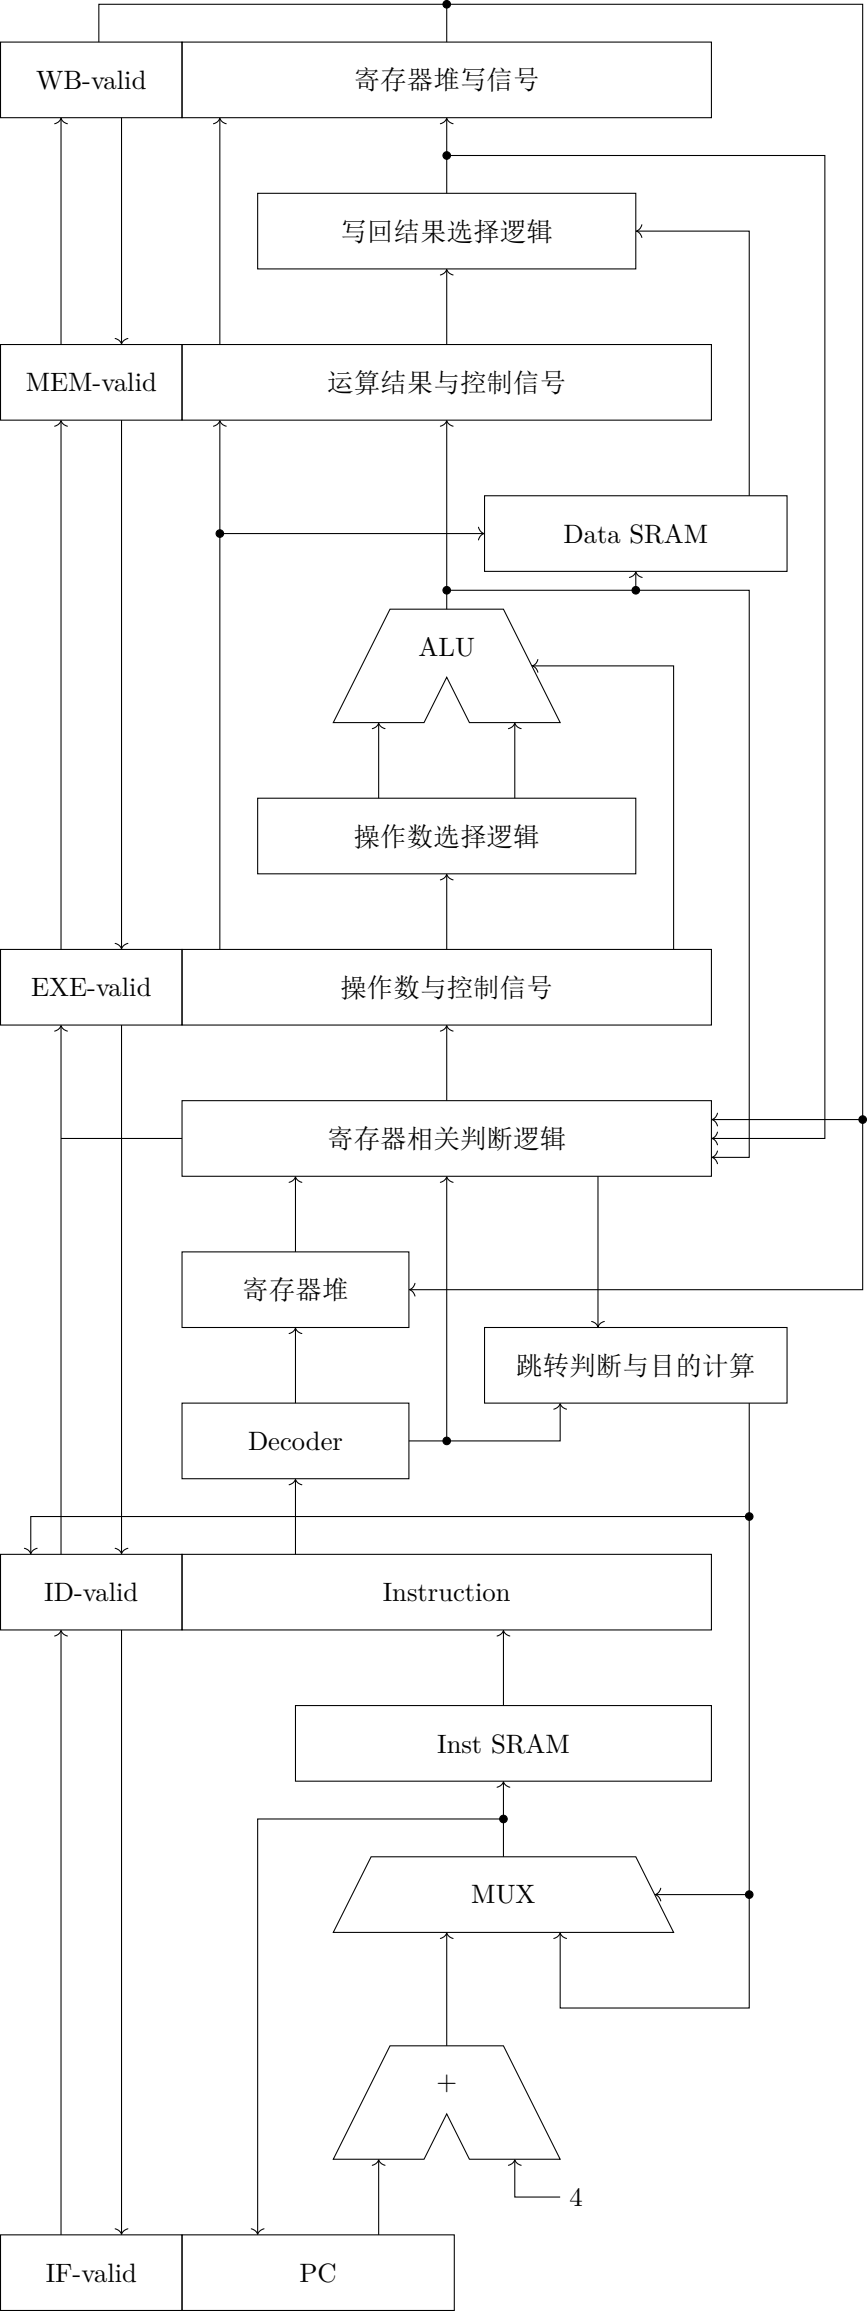 WB-valid
寄存器堆写信号
写回结果选择逻辑
MEM-valid
运算结果与控制信号
Data SRAM
ALU
操作数选择逻辑
EXE-valid
操作数与控制信号
寄存器相关判断逻辑
寄存器堆
跳转判断与目的计算
Decoder
ID-valid
Instruction
Inst SRAM
MUX
+
4
IF-valid
PC